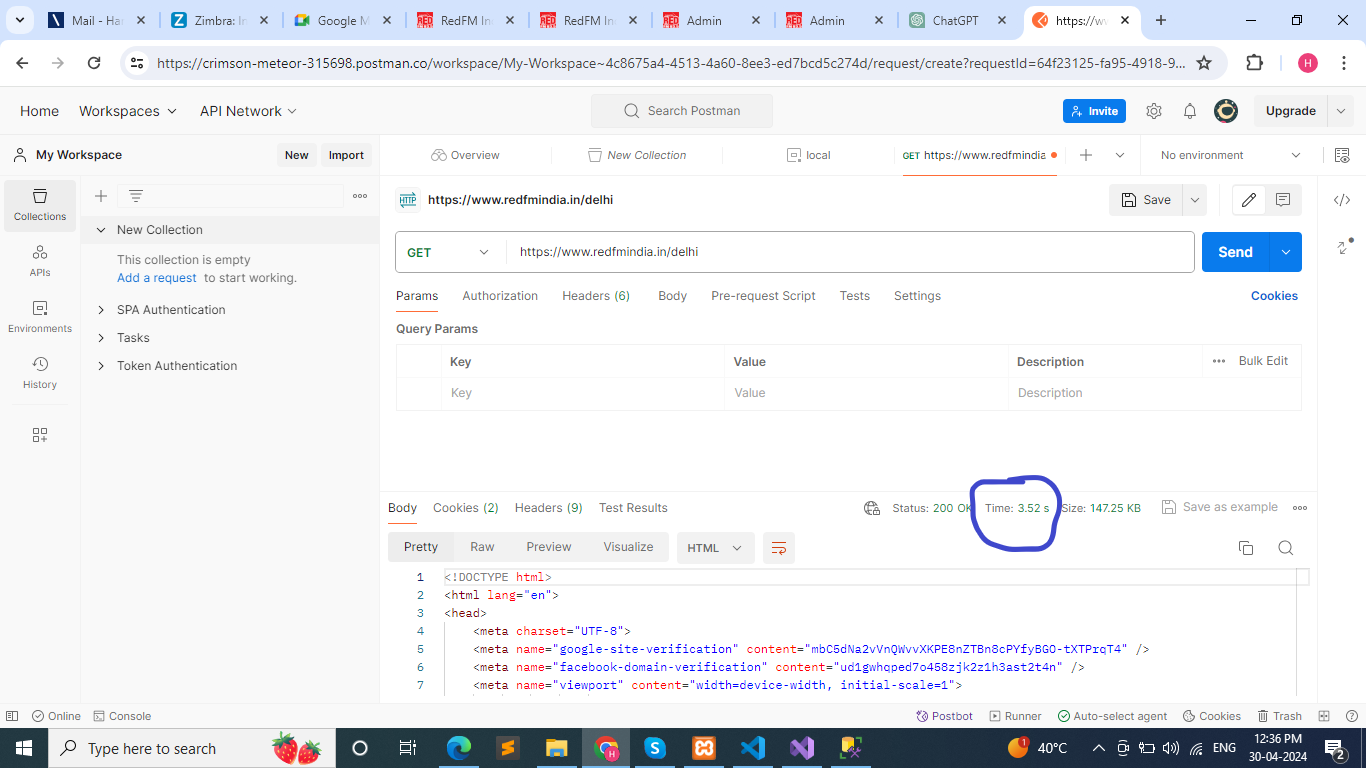 Mail - Har
Zimbra: In
Google M
RedFM In
RedFM In
Admin
Admin
ChatGPT
https://w
https://crimson-meteor-315698.postman.co/workspace/My-Workspace~4c8675a4-4513-4a60-8ee3-ed7bcd5c274d/request/create?requestId=64f23125-fa95-4918-9...
H
Home Workspaces API Network Search Postman Invite Upgrade
My Workspace New Import Overview New Collection local GET https://www.redfmindia No environment
Collections
APIs
Environments
History
New Collection
This collection is empty
Add a request to start working.
SPA Authentication
Tasks
Token Authentication
HTTP https://www.redfmindia.in/delhi Save
GET https://www.redfmindia.in/delhi Send
Params Authorization Headers (6) Body Pre-request Script Tests Settings Cookies
Query Params
Key Value Description Bulk Edit
Key Value Description
Body Cookies (2) Headers (9) Test Results Status: 200 OK Time: 3.52 s Size: 147.25 KB Save as example
Pretty Raw Preview Visualize HTML
1 <!DOCTYPE html>
2 <html lang="en">
3 <head>
4 <meta charset="UTF-8">
5 <meta name="google-site-verification" content="mbC5dNa2vVnQWvvXKPE8nZTBn8cPYfyBGO-tXTPrqT4" />
6 <meta name="facebook-domain-verification" content="ud1gwhqped7o458zjk2z1h3ast2t4n" />
7 <meta name="viewport" content="width=device-width, initial-scale=1">
Online Console Postbot Runner Auto-select agent Cookies Trash
Type here to search 40°C ENG 12:36 PM
30-04-2024
2